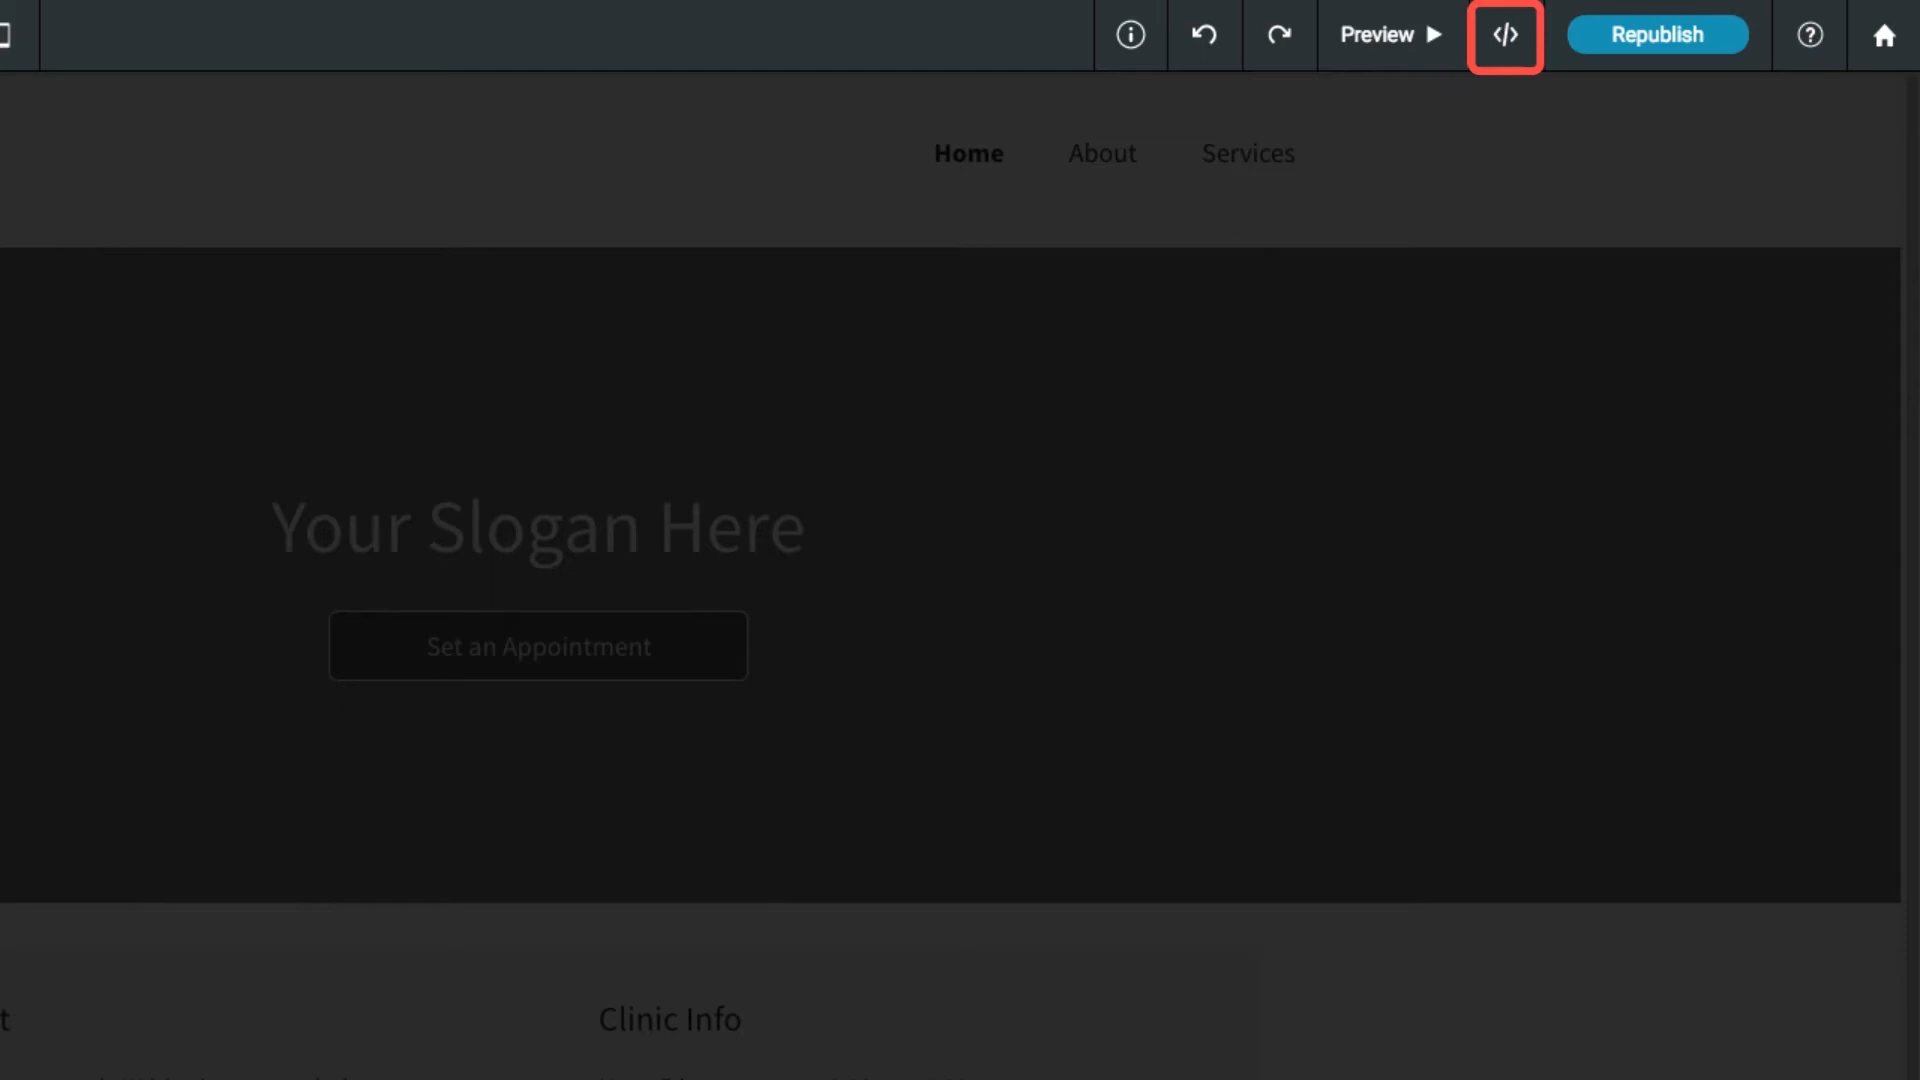 Preview Republish
Home About Services
Your Slogan Here
Set an Appointment
Clinic Info